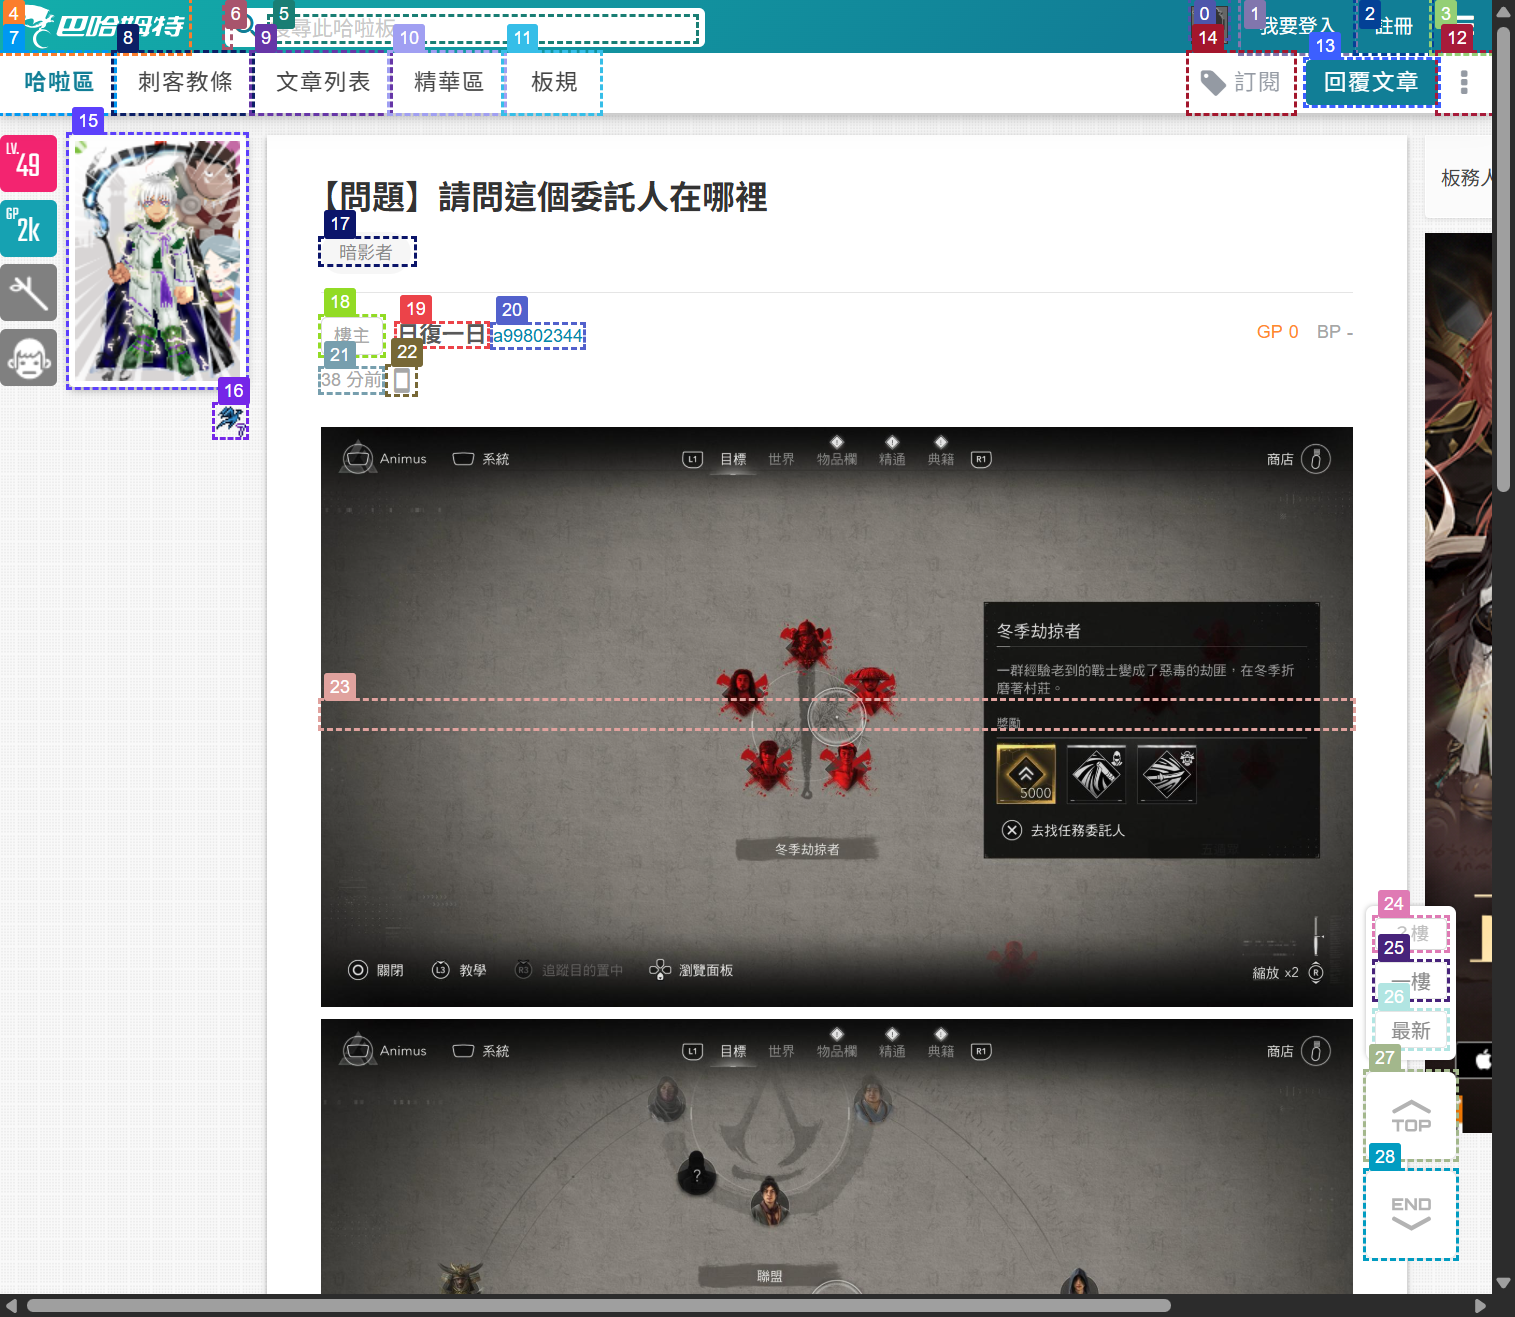 4
6
5
0
1
2
3
巴哈姆特
搜尋此哈啦板
我要登入
註冊
7
8
9
10
11
14
13
12
哈啦區
刺客教條
文章列表
精華區
板規
訂閱
回覆文章
15
LV.
49
GP
2k
16
【問題】請問這個委託人在哪裡
板務人
17
暗影者
18
19
20
樓主
日復一日
a99802344
GP 0
BP -
21
22
38 分前
Animus
系統
L1
目標
世界
物品欄
精通
典籍
R1
商店
冬季劫掠者
一群經驗老到的戰士變成了惡毒的劫匪，在冬季折
磨著村莊。
23
獎勵
5000
去找任務委託人
冬季劫掠者
關閉
L3
教學
R3
追蹤目的置中
瀏覽面板
縮放 x2
R
24
樓
25
一樓
26
最新
27
TOP
28
END
Animus
系統
L1
目標
世界
物品欄
精通
典籍
R1
商店
?
聯盟